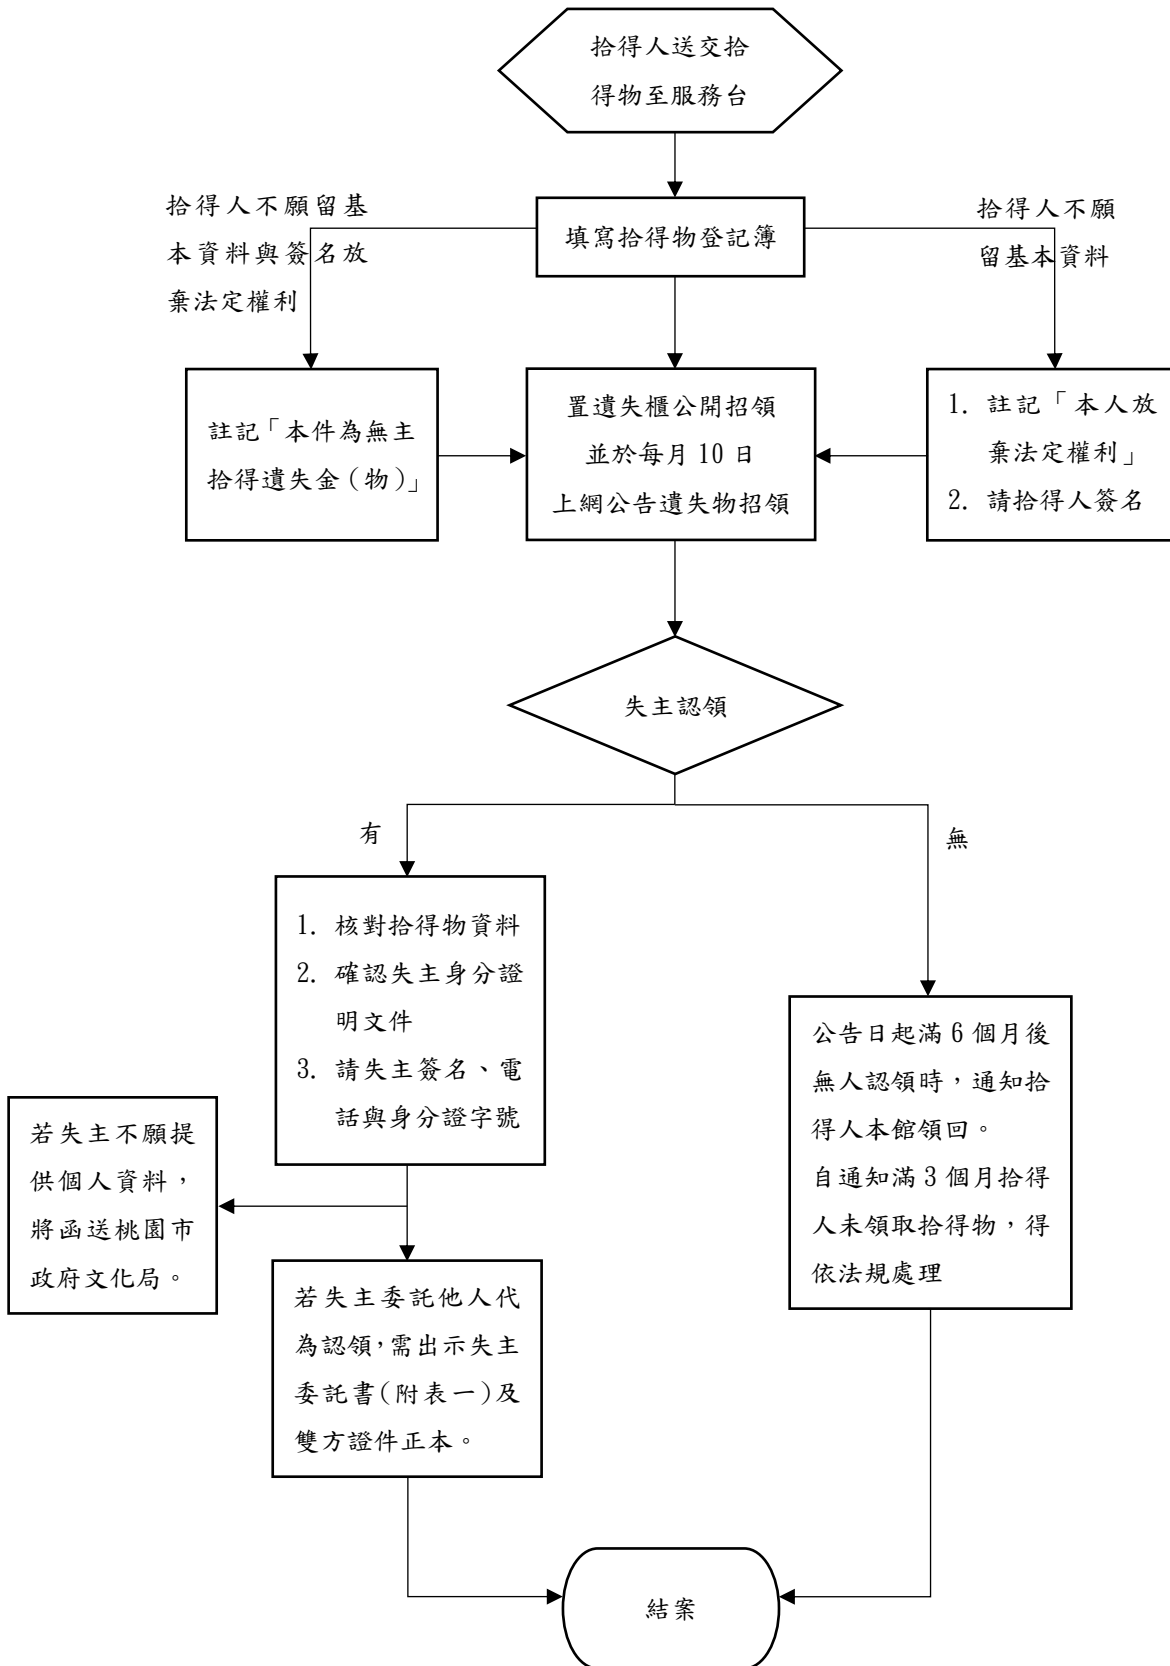 拾得人送交拾
得物至服務台
拾得人不願留基
本資料與簽名放
棄法定權利
填寫拾得物登記簿
拾得人不願
留基本資料
註記「本件為無主
拾得遺失金(物)」
置遺失櫃公開招領
並於每月 10 日
上網公告遺失物招領
1. 註記「本人放
棄法定權利」
2. 請拾得人簽名
失主認領
有
無
1. 核對拾得物資料
2. 確認失主身分證
明文件
3. 請失主簽名、電
話與身分證字號
公告日起滿 6 個月後
無人認領時，通知拾
得人本館領回。
自通知滿 3 個月拾得
人未領取拾得物，得
依法規處理
若失主不願提
供個人資料，
將函送桃園市
政府文化局。
若失主委託他人代
為認領，需出示失主
委託書(附表一)及
雙方證件正本。
結案